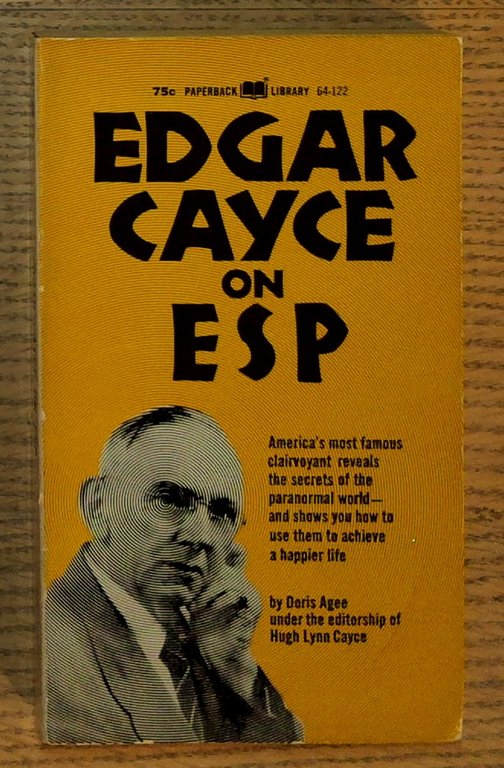 75c PAPERBACK LIBRARY 64-122
EDGAR
CAYCE
ON
ESP
America's most famous
clairvoyant reveals
the secrets of the
paranormal world—
and shows you how to
use them to achieve
a happier life
by Doris Agee
under the editorship of
Hugh Lynn Cayce